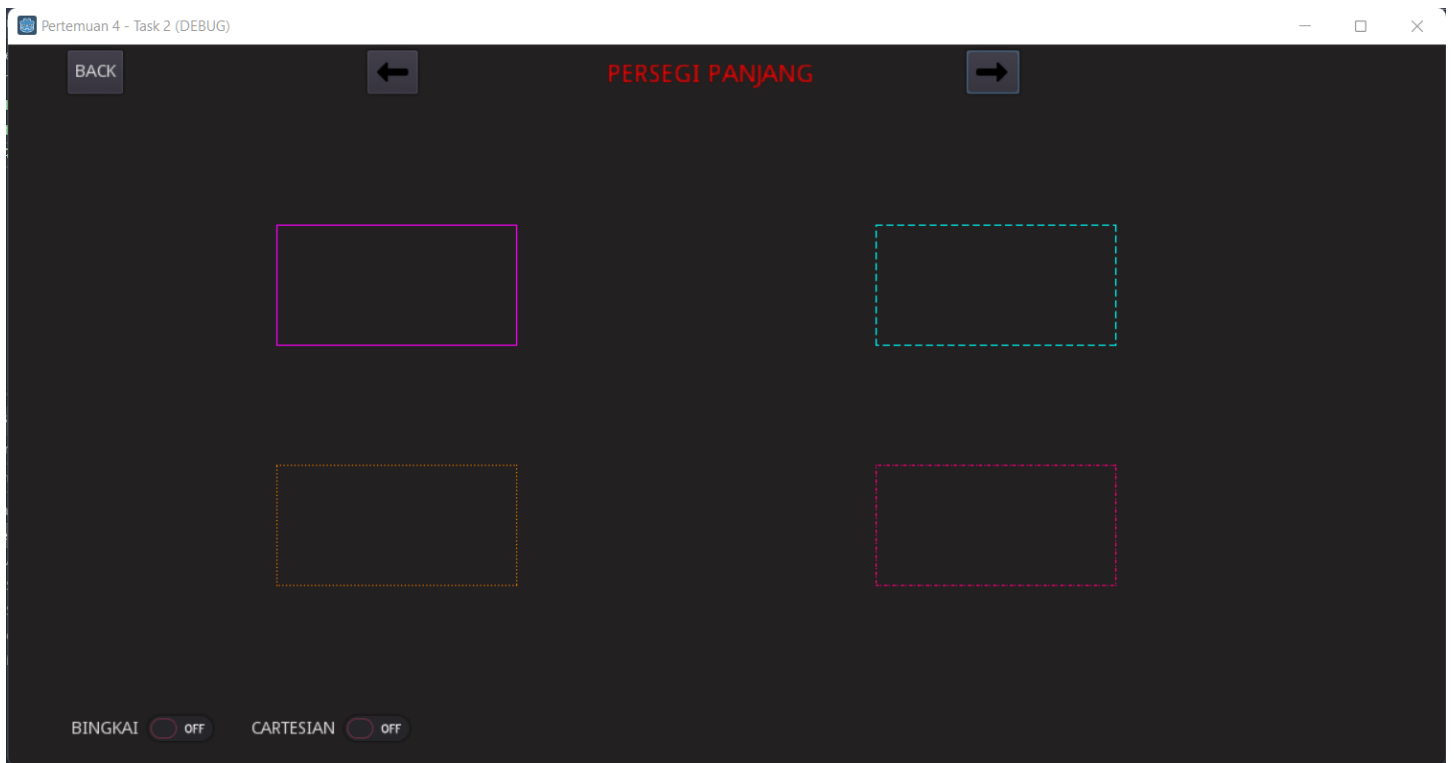 Pertemuan 4 - Task 2 (DEBUG)
BACK
PERSEGI PANJANG
BINGKAI OFF CARTESIAN OFF